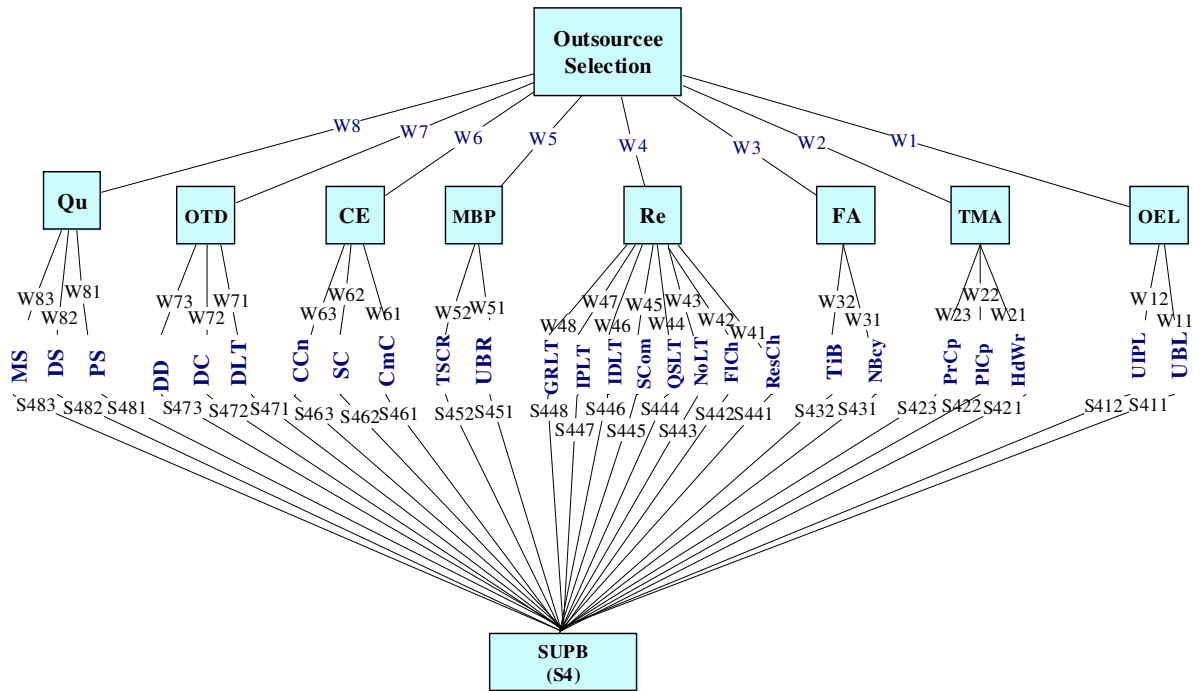 Outsourcee
Selection
W8
W7
W6
W5
W4
W3
W2
W1
Qu
OTD
CE
MBP
Re
FA
TMA
OEL
W83
W82
W81
W73
W72
W71
W63
W62
W61
W52
W51
W48
W47
W46
W45
W44
W43
W42
W41
W32
W31
W23
W22
W21
W12
W11
MS
DS
PS
DD
DC
DLT
CCn
SC
CmC
TSCR
UBR
GRLT
IPLT
IDLT
SCom
QSLT
NoLT
FlCh
ResCh
TiB
NBcy
PrCp
PlCp
HdWr
UIPL
UBL
S483
S482
S481
S473
S472
S471
S463
S462
S461
S452
S451
S448
S447
S446
S445
S444
S443
S442
S441
S432
S431
S423
S422
S421
S412
S411
SUPB
(S4)